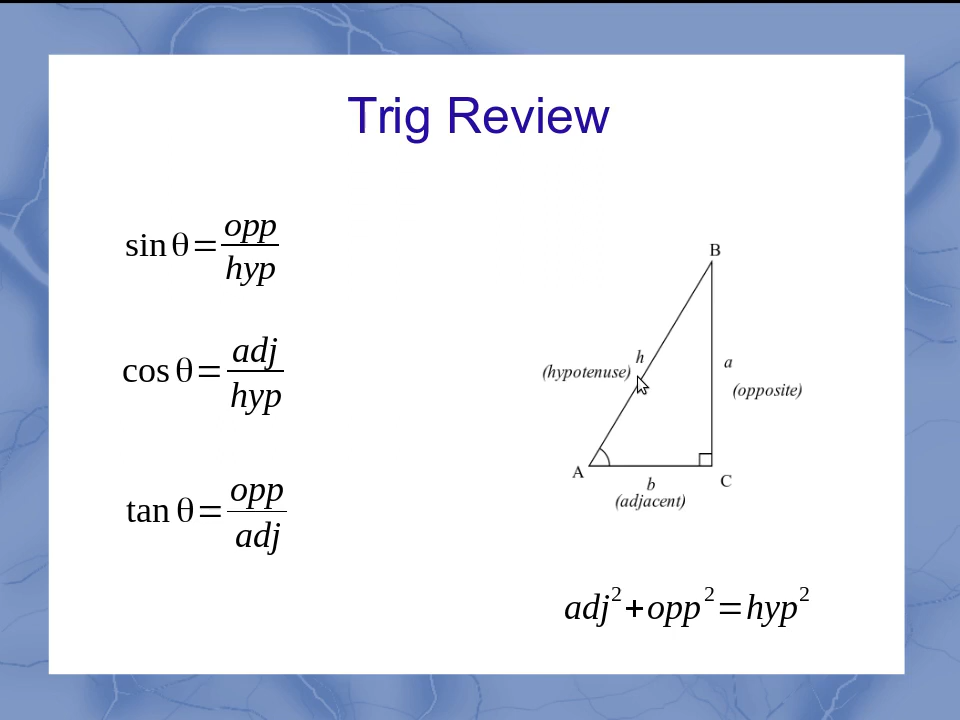 Trig Review
sin θ = opp/hyp
cos θ = adj/hyp
tan θ = opp/adj
B
h
(hypotenuse)
a
(opposite)
A
C
b
(adjacent)
adj² + opp² = hyp²